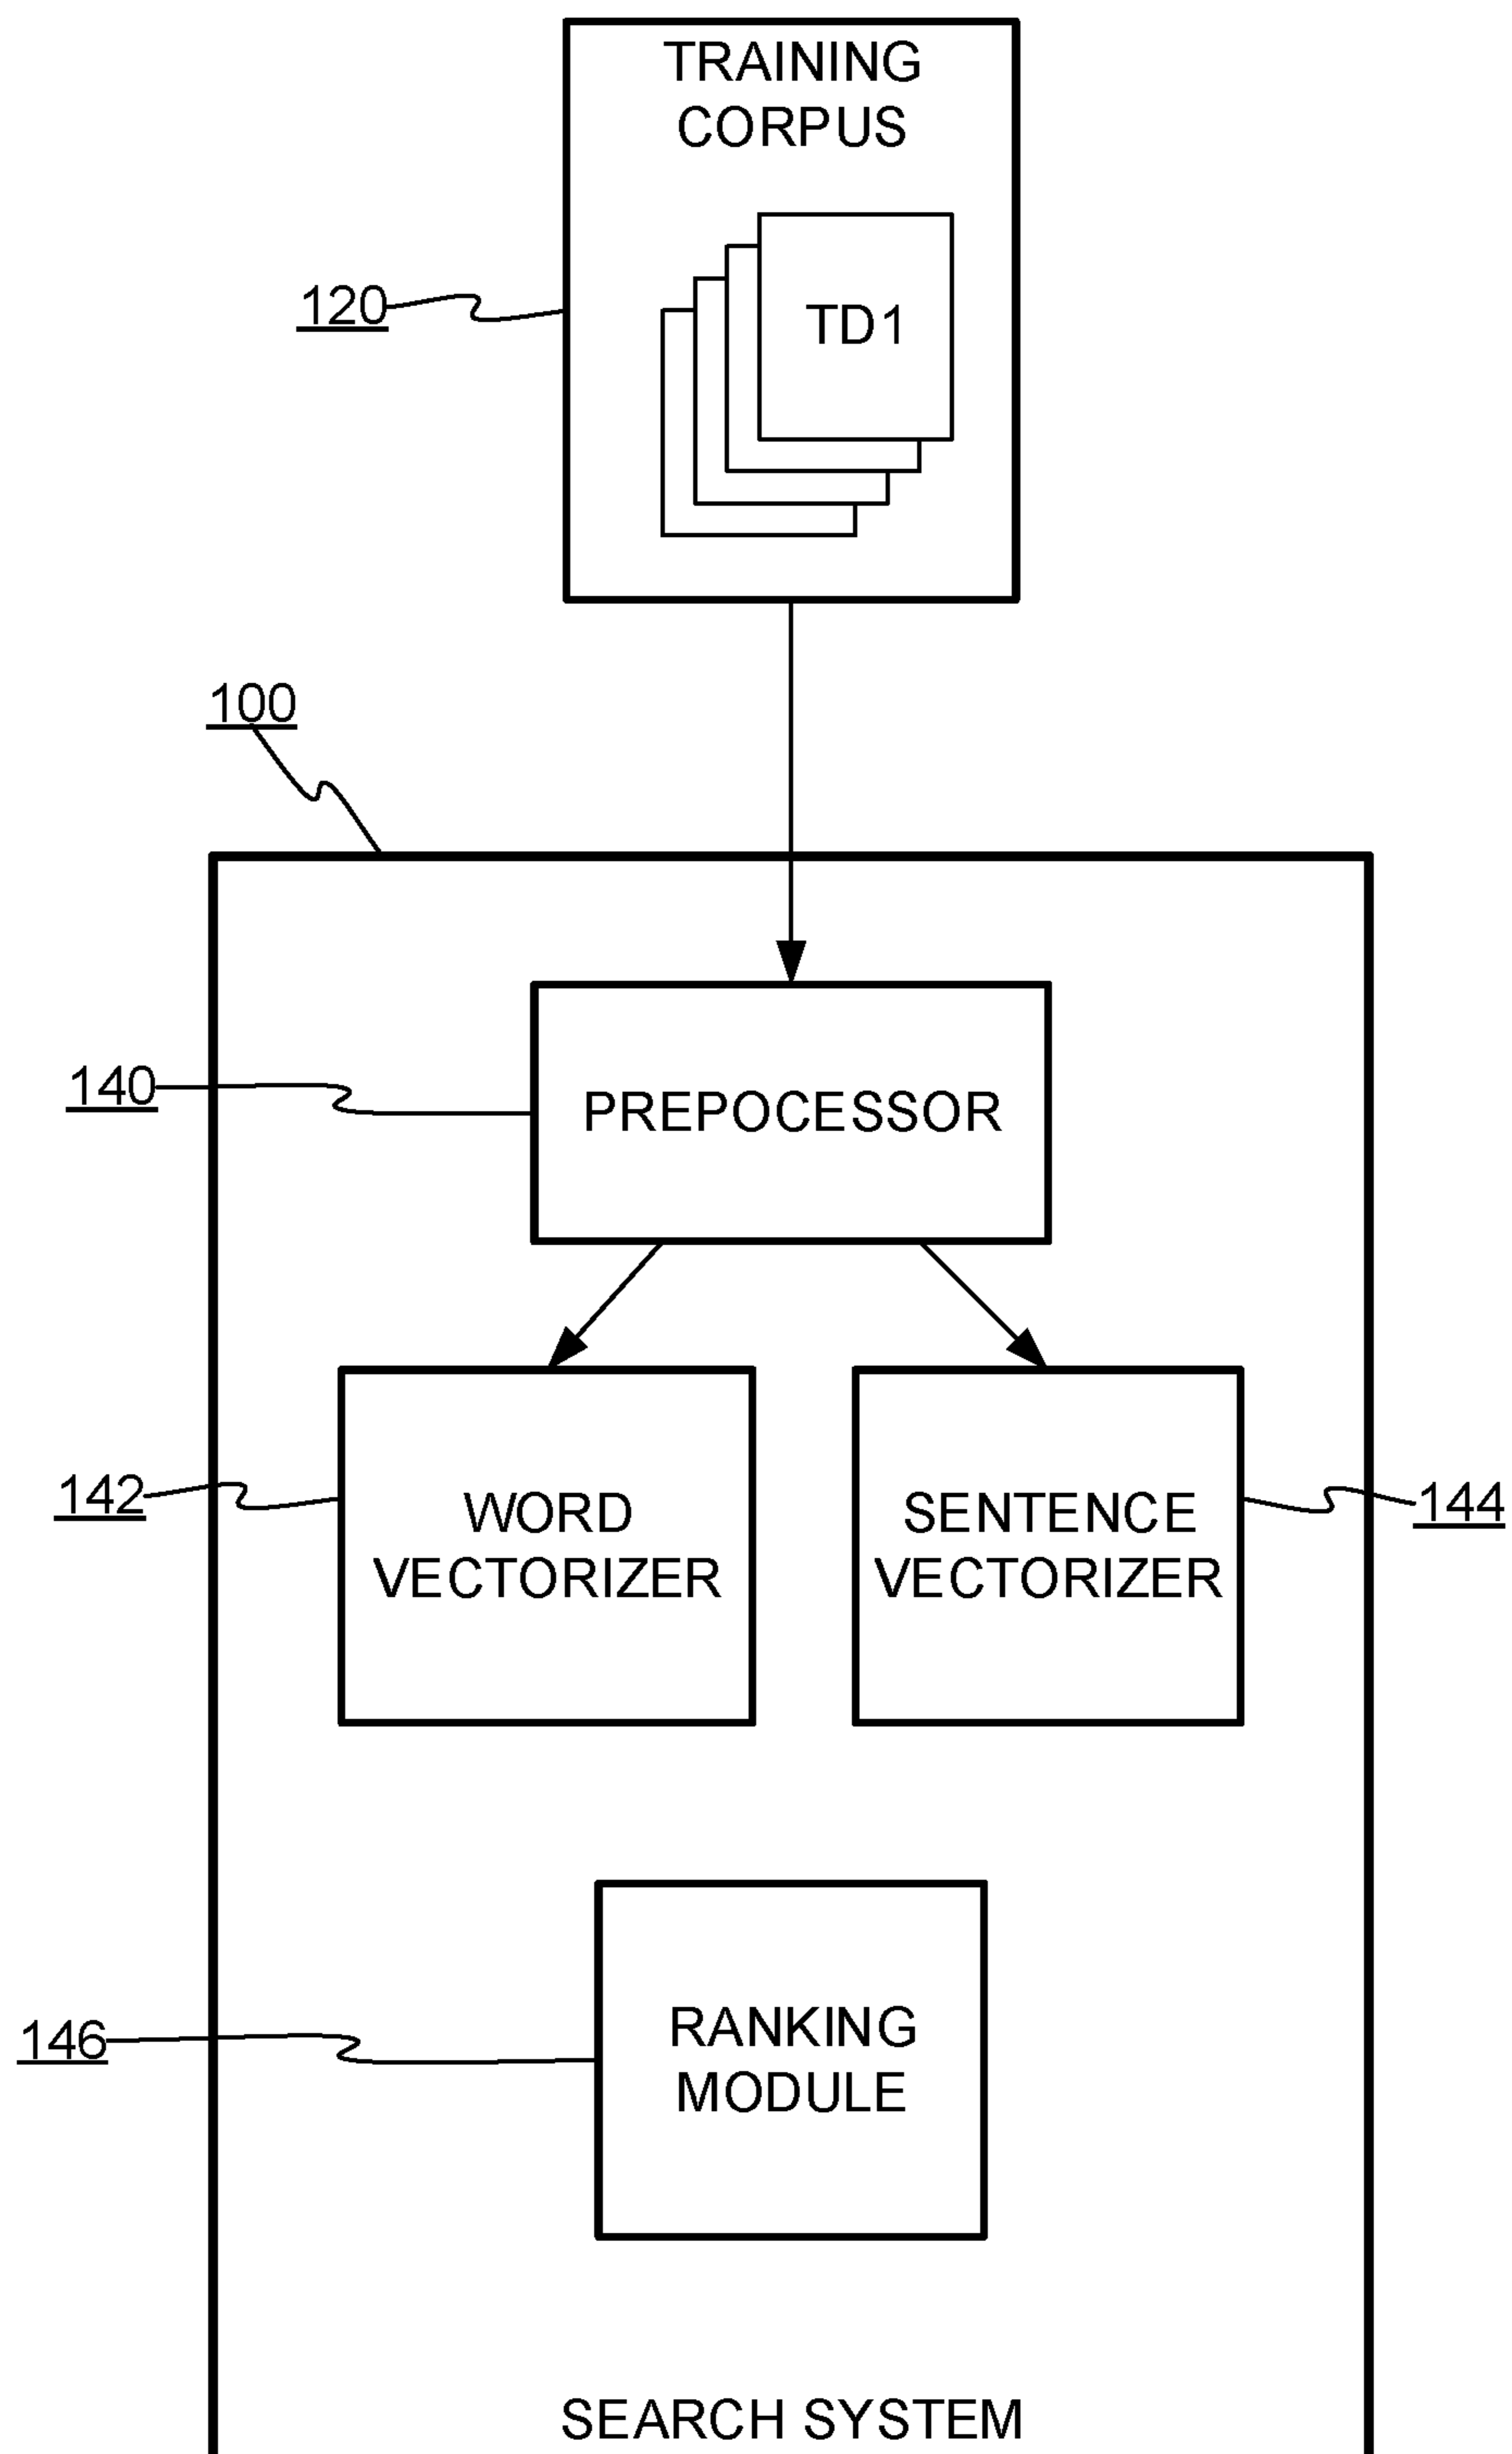 TRAINING
CORPUS
TD1
120
100
140
PREPOCESSOR
142
WORD
VECTORIZER
SENTENCE
VECTORIZER
144
146
RANKING
MODULE
SEARCH SYSTEM